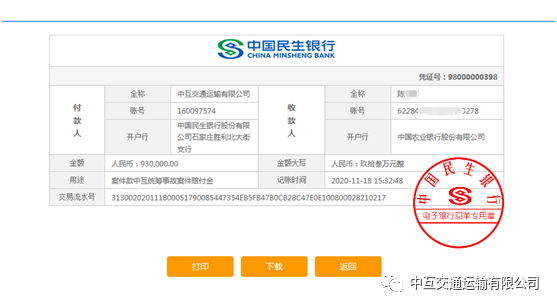 中国民生银行
CHINA MINSHENG BANK
凭证号：98000000398
付款人
全称 中互交通运输有限公司
账号 160097574
开户行 中国民生银行股份有限公司石家庄胜利北大街支行
收款人
全称 陈
账号 62284 0278
开户行 中国农业银行股份有限公司
金额 人民币：930,000.00 金额大写 人民币：玖拾叁万元整
用途 案件款中互统筹事故案件赔付金 记账时间 2020-11-18 15:32:48
交易流水号 313002020111800051790085447354EB5FB47B0CB28C47E0E100800028210217
中国民生银行
电子银行回单专用章
打印 下载 返回
中互交通运输有限公司